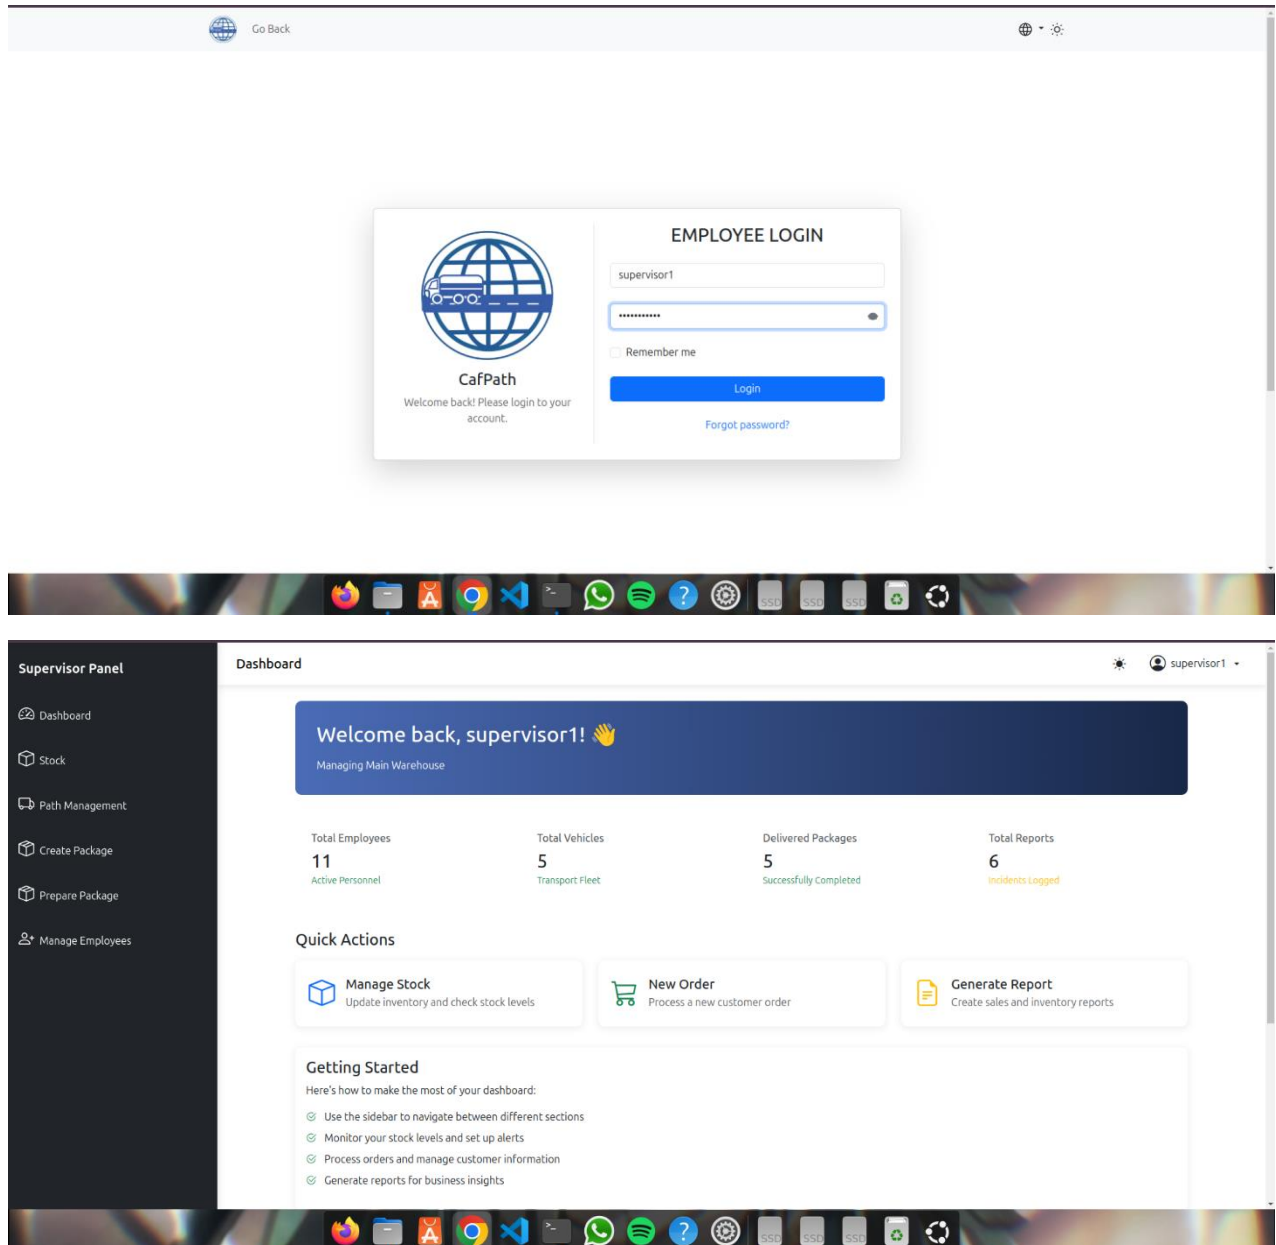 Go Back
EMPLOYEE LOGIN
supervisor1
•••••••••••
Remember me
Login
Forgot password?
CafPath
Welcome back! Please login to your
account.
SSD SSD SSD
Supervisor Panel
Dashboard
Stock
Path Management
Create Package
Prepare Package
Manage Employees
Dashboard
supervisor1
Welcome back, supervisor1! 👋
Managing Main Warehouse
Total Employees
11
Active Personnel
Total Vehicles
5
Transport Fleet
Delivered Packages
5
Successfully Completed
Total Reports
6
Incidents Logged
Quick Actions
Manage Stock
Update inventory and check stock levels
New Order
Process a new customer order
Generate Report
Create sales and inventory reports
Getting Started
Here's how to make the most of your dashboard:
Use the sidebar to navigate between different sections
Monitor your stock levels and set up alerts
Process orders and manage customer information
Generate reports for business insights
SSD SSD SSD